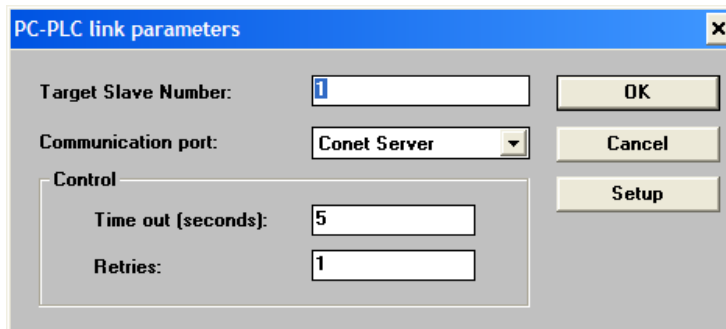 PC-PLC link parameters
Target Slave Number: 1 OK
Communication port: Conet Server Cancel
Control Setup
Time out (seconds): 5
Retries: 1